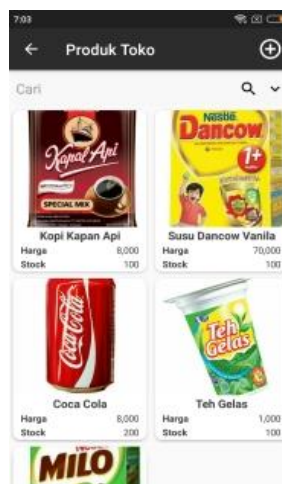 7:03
Produk Toko
Cari
Kapal Api
SPECIAL MIX
Kopi Kapan Api
Harga 8,000
Stock 100
Nestlé
Dancow
1+
Susu Dancow Vanila
Harga 70,000
Stock 100
Coca-Cola
Coca Cola
Harga 8,000
Stock 200
Teh
Gelas
Teh Gelas
Harga 1,000
Stock 100
MILO